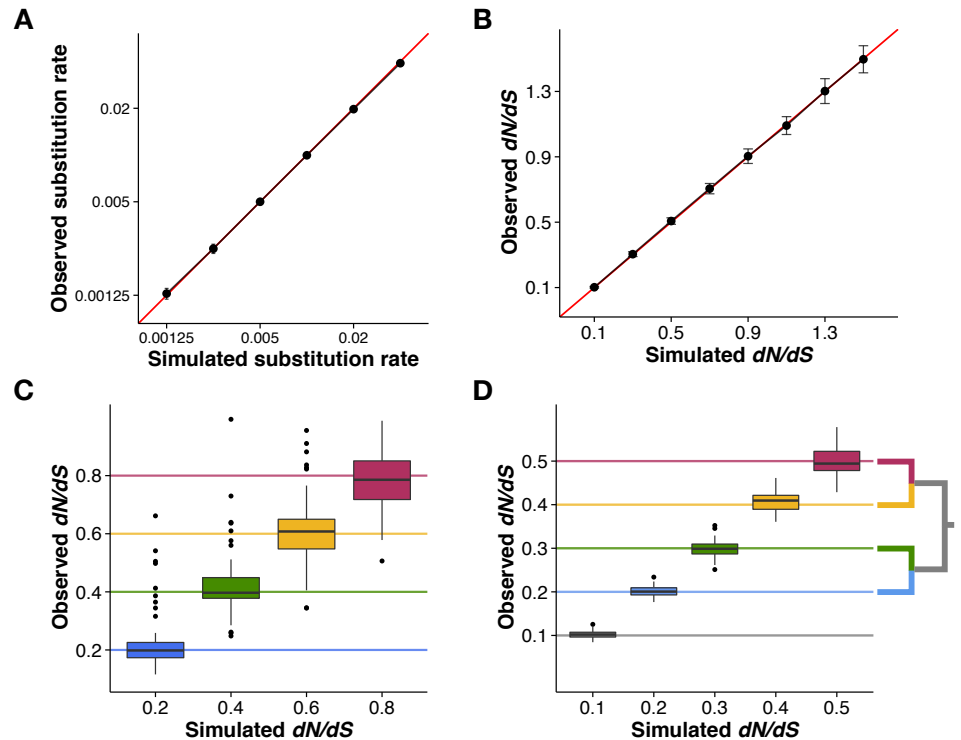 A
Observed substitution rate
0.02
0.005
0.00125
0.00125 0.005 0.02
Simulated substitution rate
B
Observed dN/dS
1.3
0.9
0.5
0.1
0.1 0.5 0.9 1.3
Simulated dN/dS
C
Observed dN/dS
0.8
0.6
0.4
0.2
0.2 0.4 0.6 0.8
Simulated dN/dS
D
Observed dN/dS
0.5
0.4
0.3
0.2
0.1
0.1 0.2 0.3 0.4 0.5
Simulated dN/dS